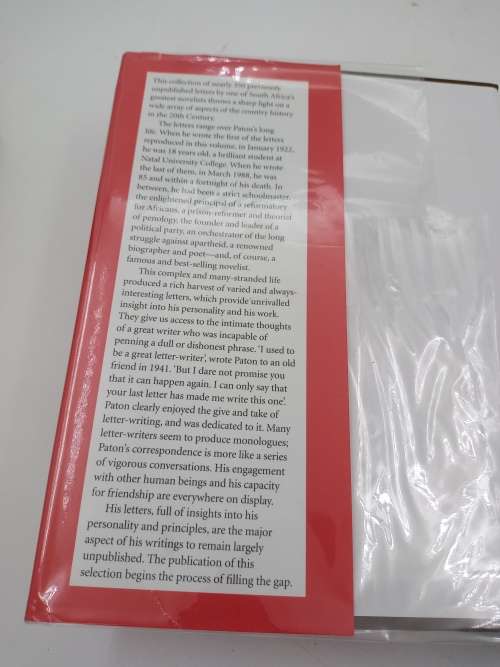 This collection of nearly 350 previously
unpublished letters by one of South Africa's
greatest novelists throws a sharp light on a
wide array of aspects of the country history
in the 20th Century.
The letters range over Paton's long
life. When he wrote the first of the letters
reproduced in this volume, in January 1922,
he was 18 years old, a brilliant student at
Natal University College. When he wrote
the last of them, in March 1988, he was
85 and within a fortnight of his death. In
between, he had been a strict schoolmaster,
the enlightened principal of a reformatory
for Africans, a prison-reformer and theorist
of penology, the founder and leader of a
political party, an orchestrator of the long
struggle against apartheid, a renowned
biographer and poet—and, of course, a
famous and best-selling novelist.
This complex and many-stranded life
produced a rich harvest of varied and always-
interesting letters, which provide unrivalled
insight into his personality and his work.
They give us access to the intimate thoughts
of a great writer who was incapable of
penning a dull or dishonest phrase. 'I used to
be a great letter-writer', wrote Paton to an old
friend in 1941. 'But I dare not promise you
that it can happen again. I can only say that
your last letter has made me write this one'.
Paton clearly enjoyed the give and take of
letter-writing, and was dedicated to it. Many
letter-writers seem to produce monologues;
Paton's correspondence is more like a series
of vigorous conversations. His engagement
with other human beings and his capacity
for friendship are everywhere on display.
His letters, full of insights into his
personality and principles, are the major
aspect of his writings to remain largely
unpublished. The publication of this
selection begins the process of filling the gap.